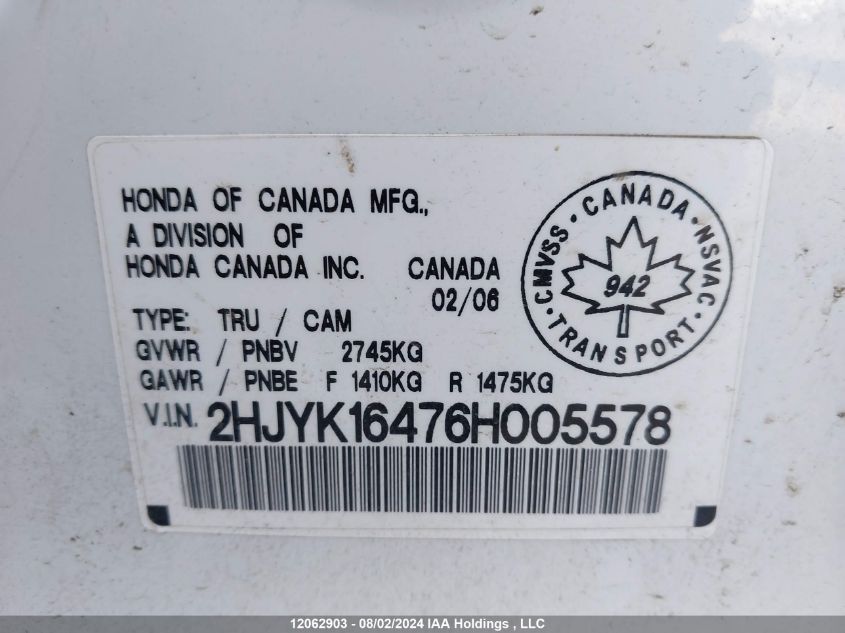 HONDA OF CANADA MFG.,
A DIVISION OF
HONDA CANADA INC. CANADA
02/06
TYPE: TRU / CAM
GVWR / PNBV 2745KG
GAWR / PNBE F 1410KG R 1475KG
V.I.N. 2HJYK16476H005578
CMVSS · CANADA · NSVAC · TRANSPORT ·
942
12062903 - 08/02/2024 IAA Holdings , LLC